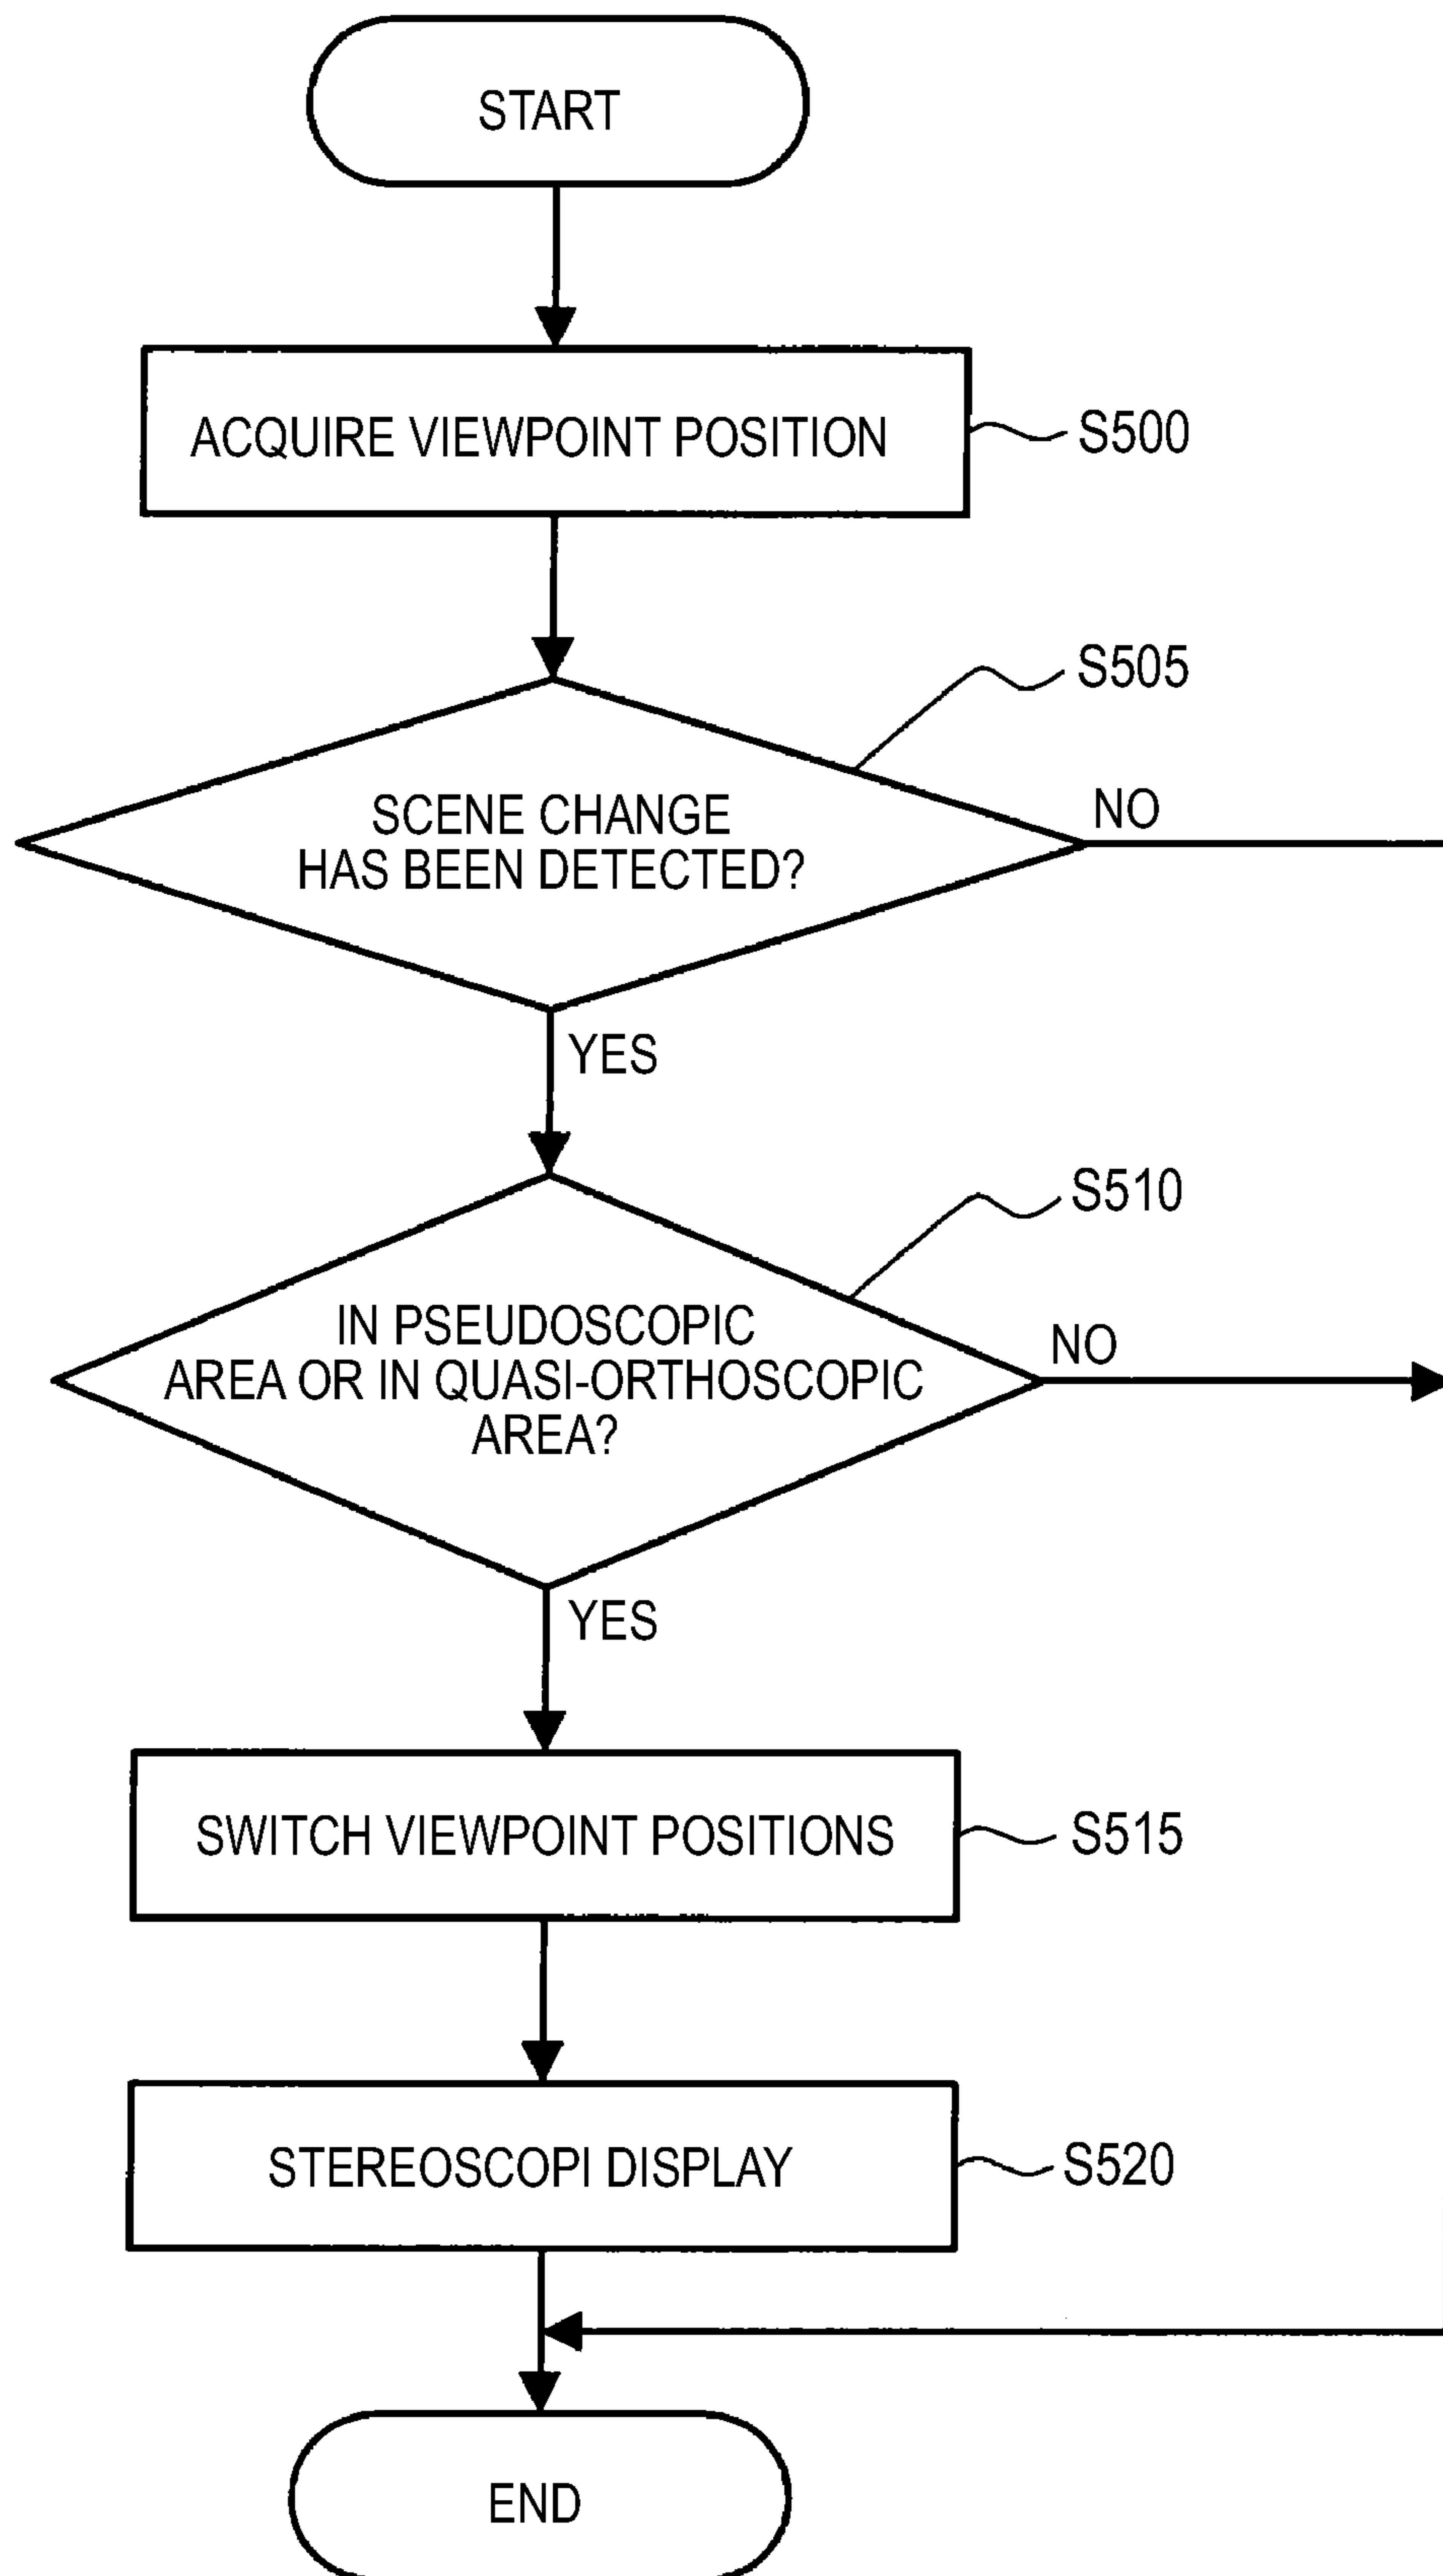 START
ACQUIRE VIEWPOINT POSITION
S500
S505
SCENE CHANGE
HAS BEEN DETECTED?
NO
YES
S510
IN PSEUDOSCOPIC
AREA OR IN QUASI-ORTHOSCOPIC
AREA?
NO
YES
SWITCH VIEWPOINT POSITIONS
S515
STEREOSCOPI DISPLAY
S520
END